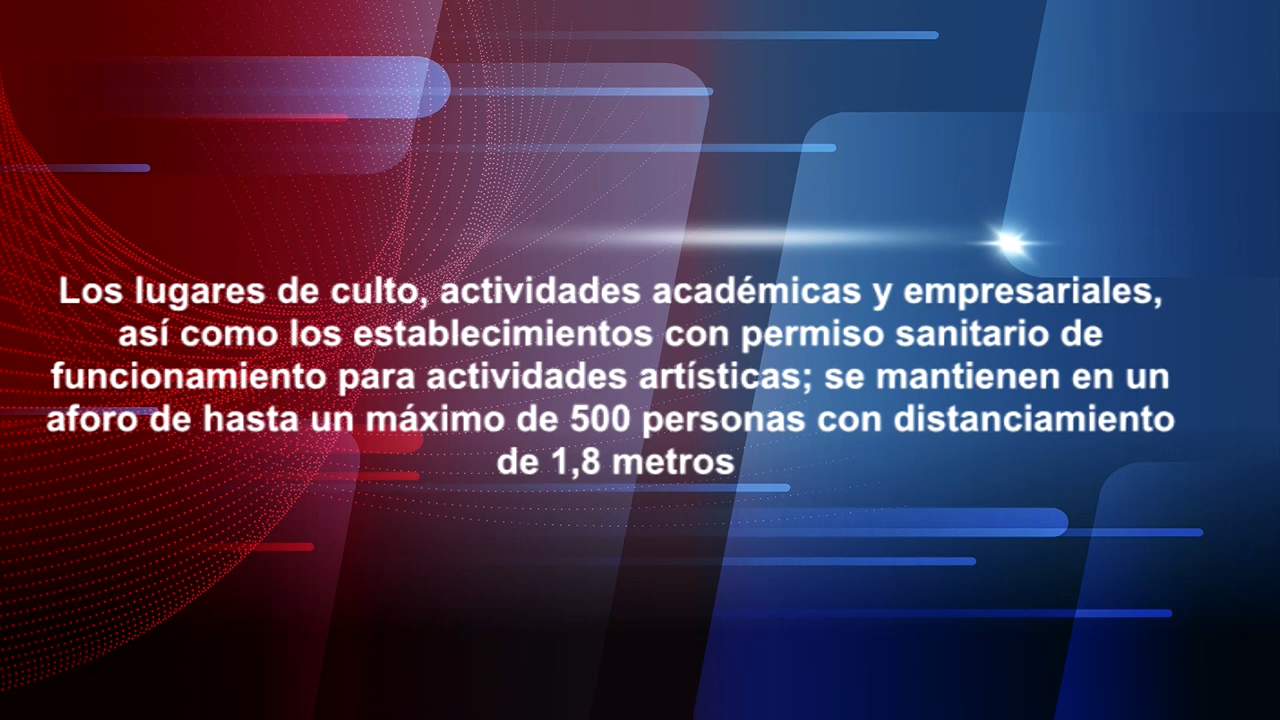 Los lugares de culto, actividades académicas y empresariales,
así como los establecimientos con permiso sanitario de
funcionamiento para actividades artísticas; se mantienen en un
aforo de hasta un máximo de 500 personas con distanciamiento
de 1,8 metros